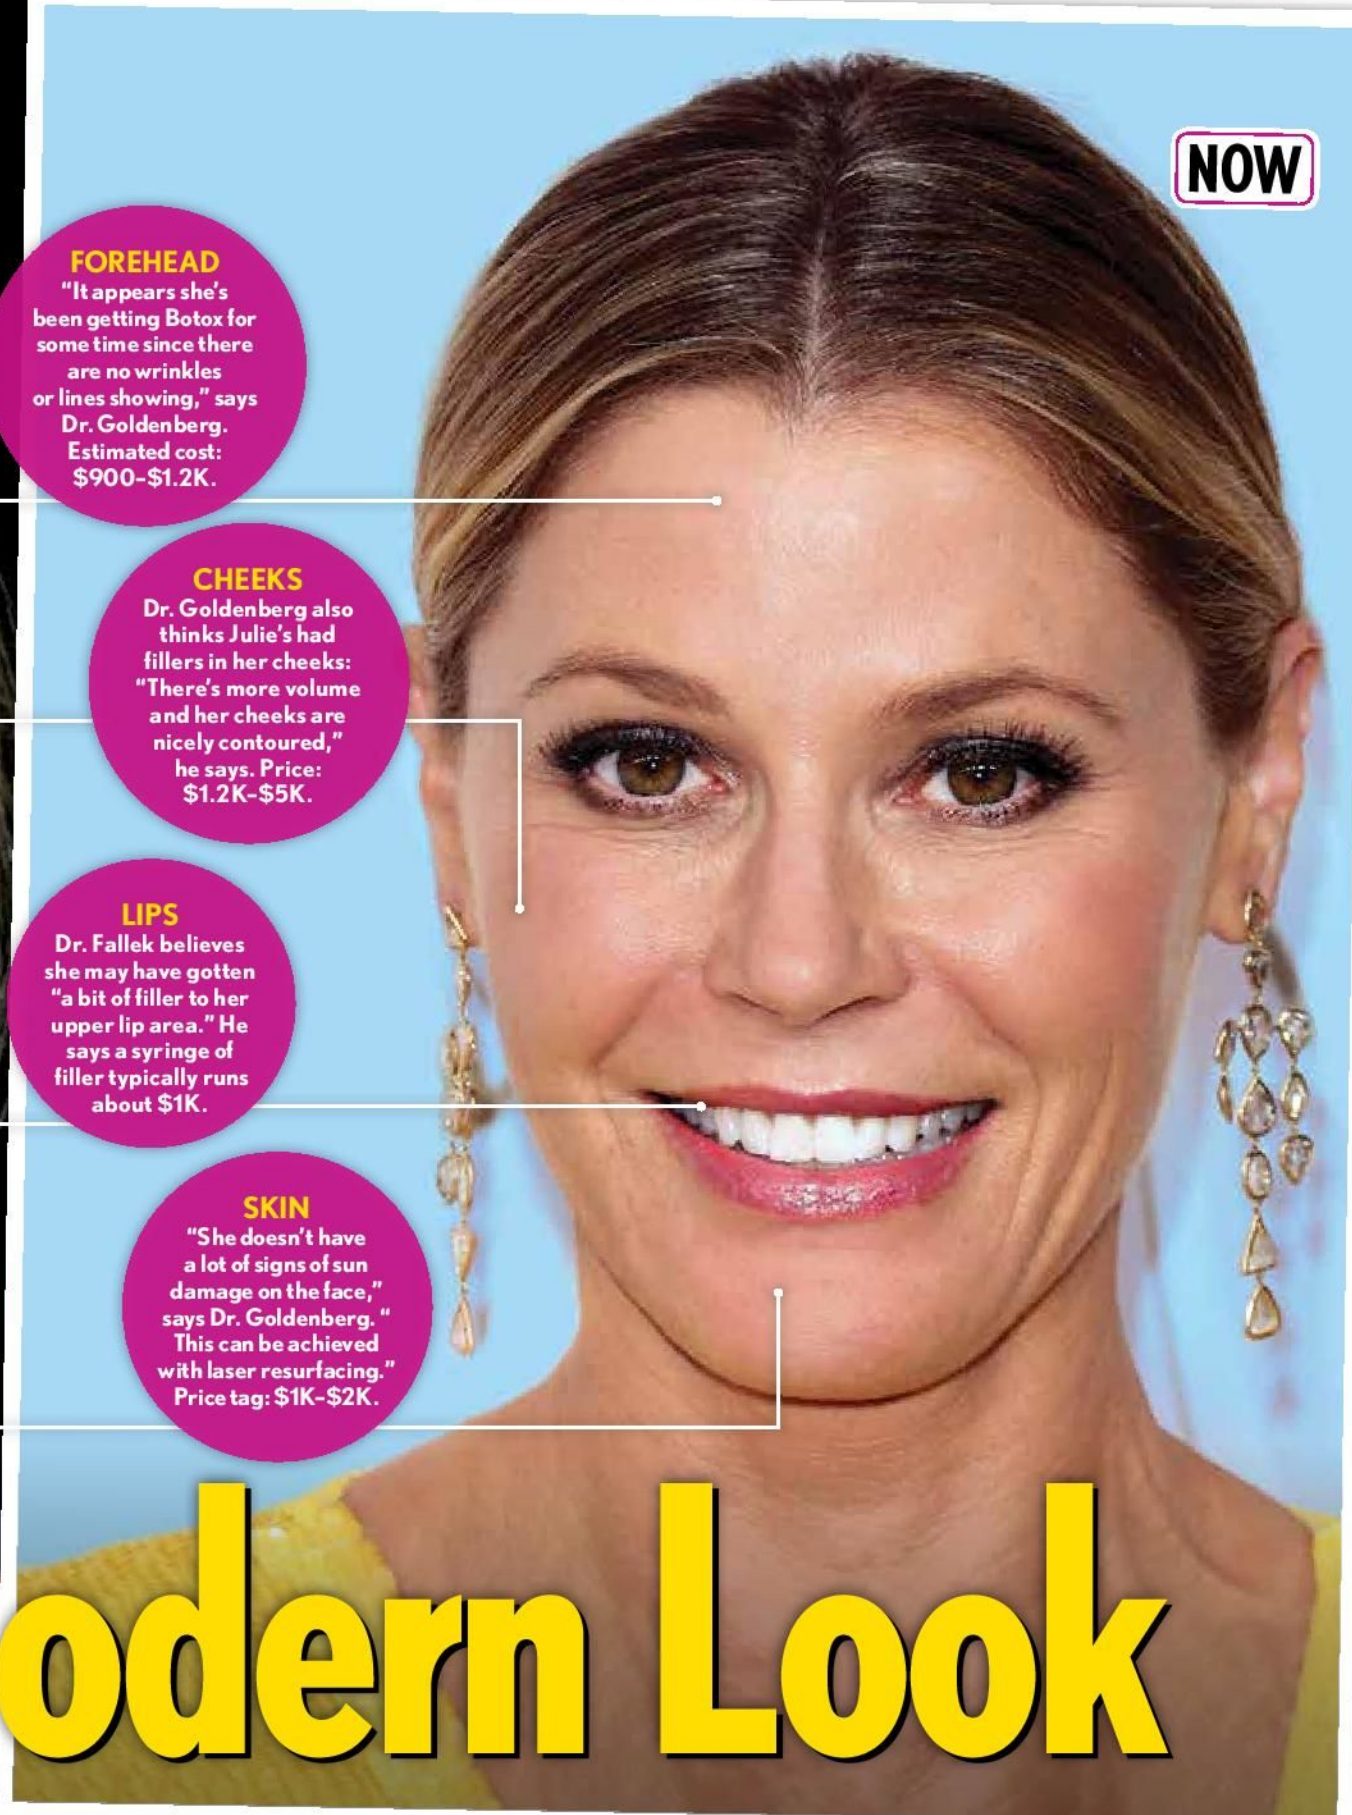 NOW
FOREHEAD
"It appears she's
been getting Botox for
some time since there
are no wrinkles
or lines showing," says
Dr. Goldenberg.
Estimated cost:
$900-$1.2K.
CHEEKS
Dr. Goldenberg also
thinks Julie's had
fillers in her cheeks:
"There's more volume
and her cheeks are
nicely contoured,"
he says. Price:
$1.2K-$5K.
LIPS
Dr. Fallek believes
she may have gotten
"a bit of filler to her
upper lip area." He
says a syringe of
filler typically runs
about $1K.
SKIN
"She doesn't have
a lot of signs of sun
damage on the face,"
says Dr. Goldenberg. "
This can be achieved
with laser resurfacing."
Price tag: $1K-$2K.
odern Look